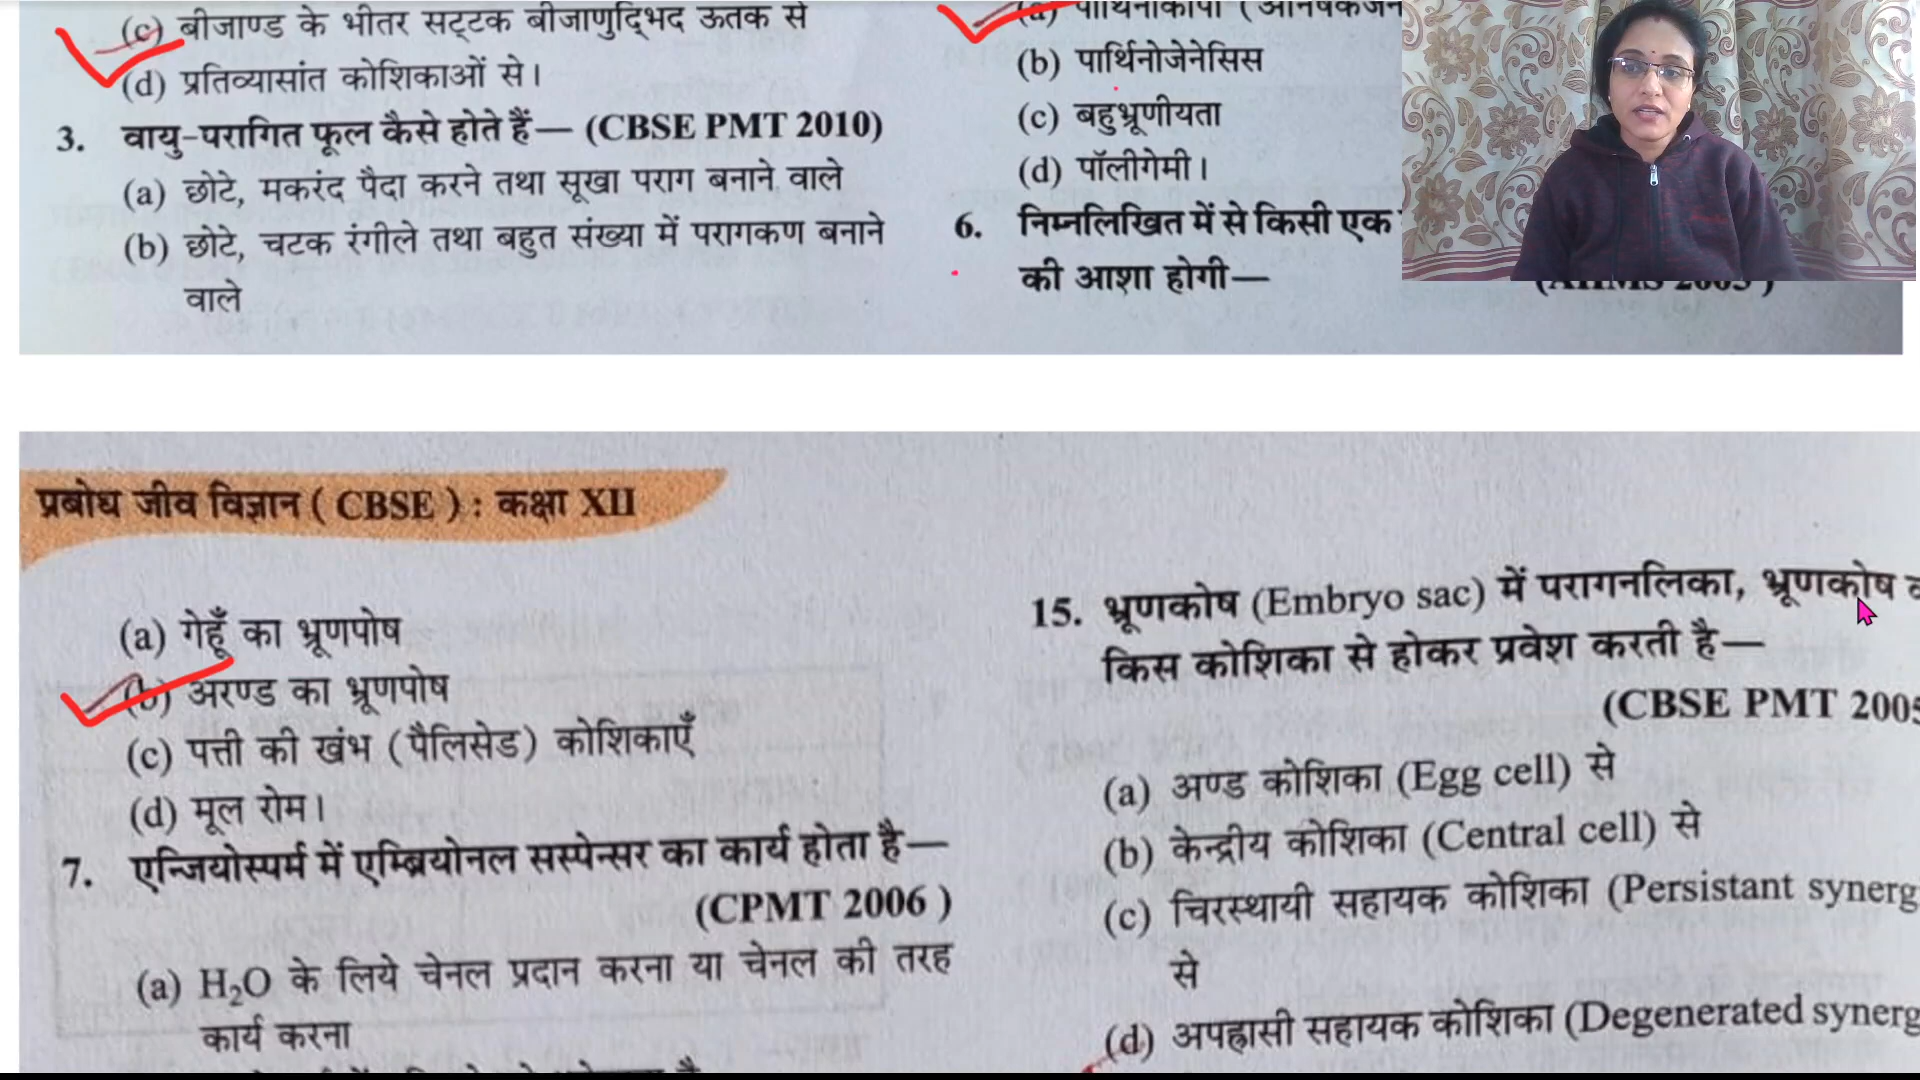 (c) बीजाण्ड के भीतर सट्टक बीजाणुद्भिद ऊतक से
(d) प्रतिव्यासांत कोशिकाओं से।
3. वायु-परागित फूल कैसे होते हैं— (CBSE PMT 2010)
(a) छोटे, मकरंद पैदा करने तथा सूखा पराग बनाने वाले
(b) छोटे, चटक रंगीले तथा बहुत संख्या में परागकण बनाने
वाले
(a)
(b) पार्थिनोजेनेसिस
(c) बहुभ्रूणीयता
(d) पॉलीगेमी।
6. निम्नलिखित में से किसी एक
की आशा होगी—
प्रबोध जीव विज्ञान ( CBSE ) : कक्षा XII
(a) गेहूँ का भ्रूणपोष
(b) अरण्ड का भ्रूणपोष
(c) पत्ती की खंभ (पैलिसेड) कोशिकाएँ
(d) मूल रोम।
7. एन्जियोस्पर्म में एम्ब्रियोनल सस्पेन्सर का कार्य होता है—
(CPMT 2006 )
(a) H₂O के लिये चेनल प्रदान करना या चेनल की तरह
कार्य करना
15. भ्रूणकोष (Embryo sac) में परागनलिका, भ्रूणकोष
किस कोशिका से होकर प्रवेश करती है—
(CBSE PMT 2005
(a) अण्ड कोशिका (Egg cell) से
(b) केन्द्रीय कोशिका (Central cell) से
(c) चिरस्थायी सहायक कोशिका (Persistant synerg
से
(d) अपह्रासी सहायक कोशिका (Degenerated synerg